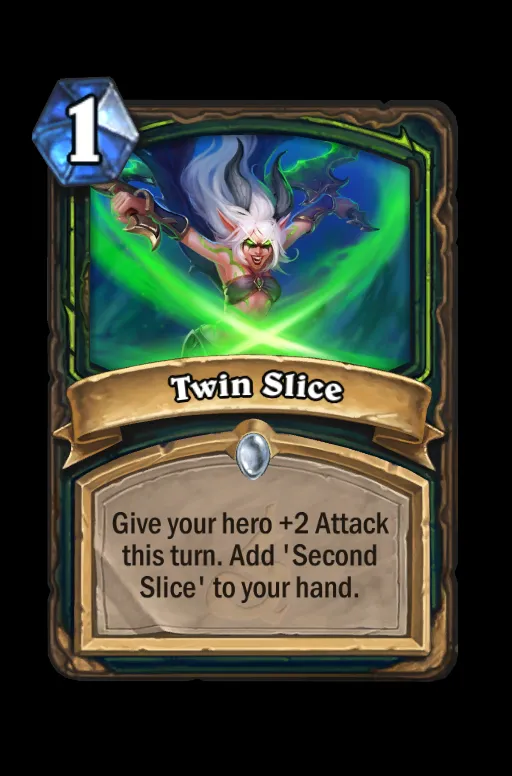 1
Twin Slice
Give your hero +2 Attack
this turn. Add 'Second
Slice' to your hand.